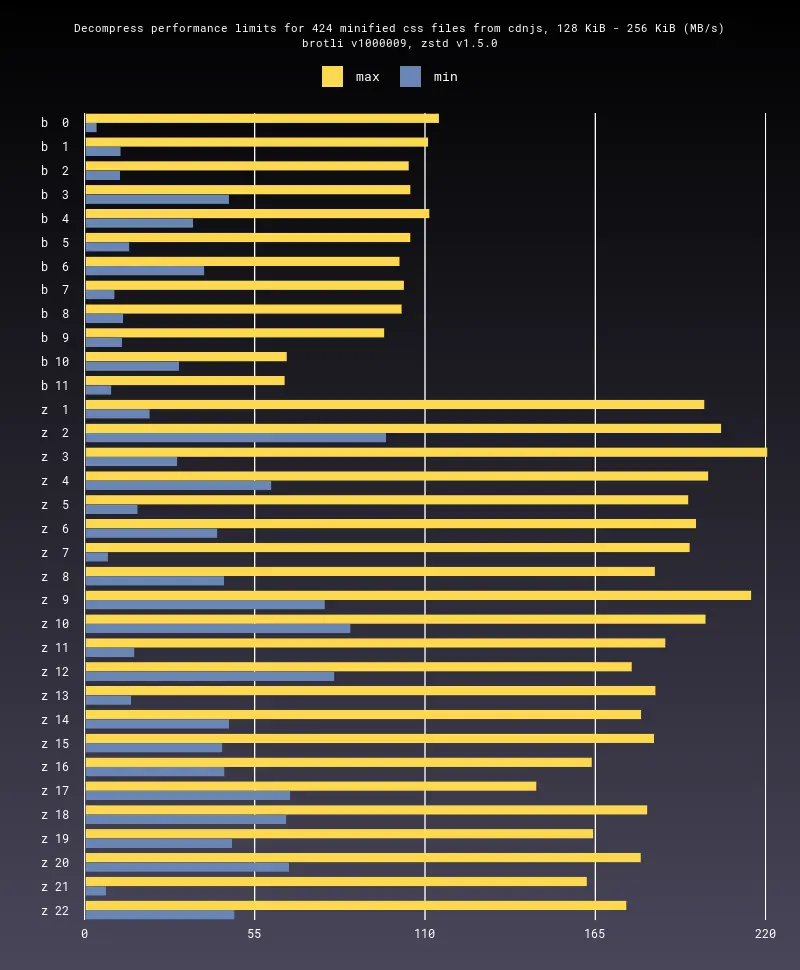 Decompress performance limits for 424 minified css files from cdnjs, 128 KiB - 256 KiB (MB/s)
brotli v1000009, zstd v1.5.0
max min
b 0
b 1
b 2
b 3
b 4
b 5
b 6
b 7
b 8
b 9
b 10
b 11
z 1
z 2
z 3
z 4
z 5
z 6
z 7
z 8
z 9
z 10
z 11
z 12
z 13
z 14
z 15
z 16
z 17
z 18
z 19
z 20
z 21
z 22
0 55 110 165 220